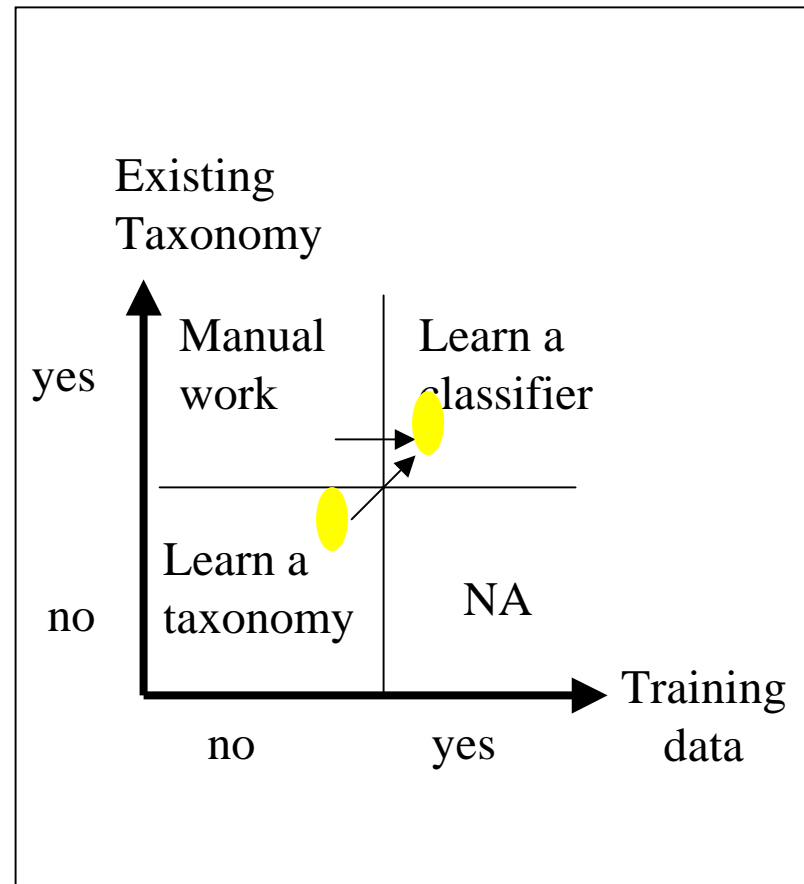 Existing
Taxonomy
yes
Manual
work
Learn a
classifier
no
Learn a
taxonomy
NA
Training
data
no
yes